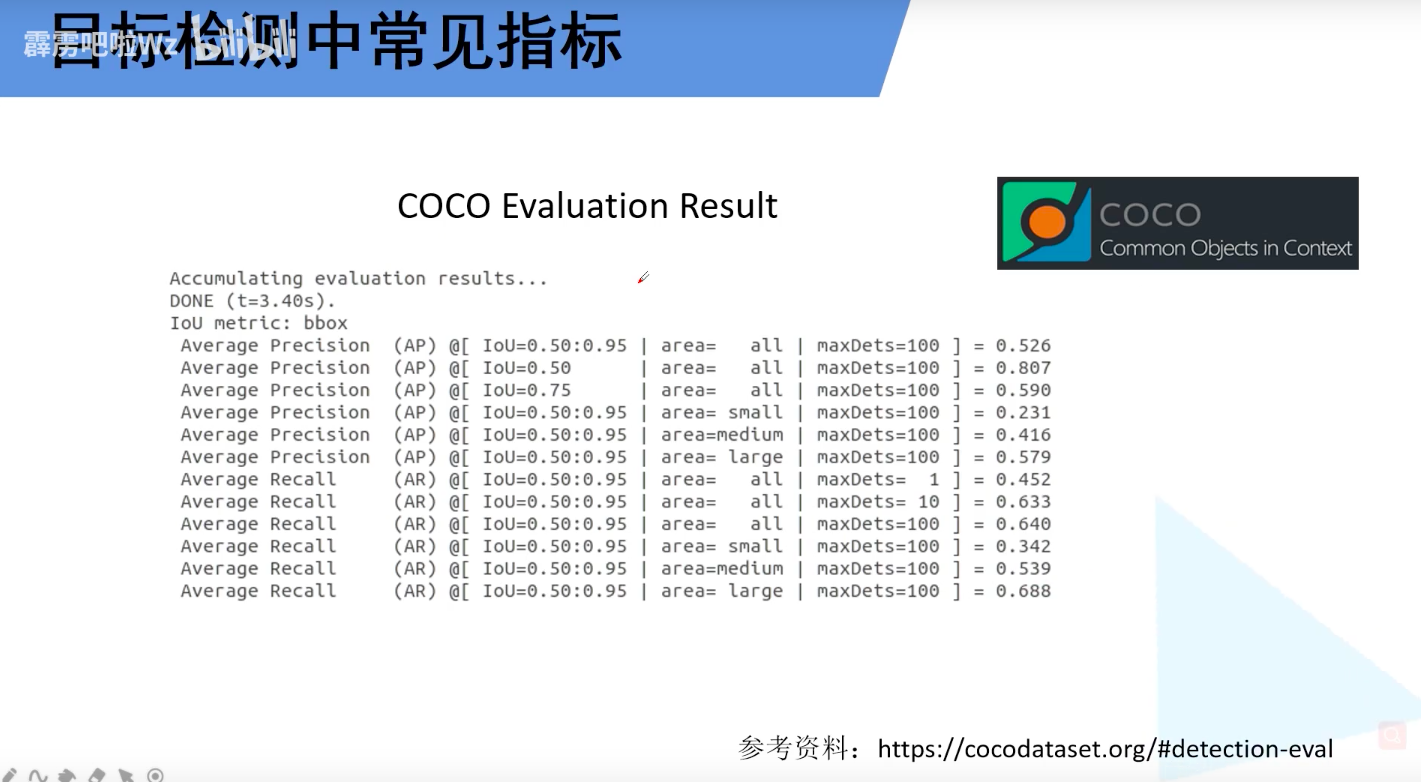 目标检测中常见指标
霹雳吧啦Wz bilibili
COCO Evaluation Result
COCO
Common Objects in Context
Accumulating evaluation results...
DONE (t=3.40s).
IoU metric: bbox
Average Precision  (AP) @[ IoU=0.50:0.95 | area=   all | maxDets=100 ] = 0.526
Average Precision  (AP) @[ IoU=0.50      | area=   all | maxDets=100 ] = 0.807
Average Precision  (AP) @[ IoU=0.75      | area=   all | maxDets=100 ] = 0.590
Average Precision  (AP) @[ IoU=0.50:0.95 | area= small | maxDets=100 ] = 0.231
Average Precision  (AP) @[ IoU=0.50:0.95 | area=medium | maxDets=100 ] = 0.416
Average Precision  (AP) @[ IoU=0.50:0.95 | area= large | maxDets=100 ] = 0.579
Average Recall     (AR) @[ IoU=0.50:0.95 | area=   all | maxDets=  1 ] = 0.452
Average Recall     (AR) @[ IoU=0.50:0.95 | area=   all | maxDets= 10 ] = 0.633
Average Recall     (AR) @[ IoU=0.50:0.95 | area=   all | maxDets=100 ] = 0.640
Average Recall     (AR) @[ IoU=0.50:0.95 | area= small | maxDets=100 ] = 0.342
Average Recall     (AR) @[ IoU=0.50:0.95 | area=medium | maxDets=100 ] = 0.539
Average Recall     (AR) @[ IoU=0.50:0.95 | area= large | maxDets=100 ] = 0.688
参考资料：https://cocodataset.org/#detection-eval